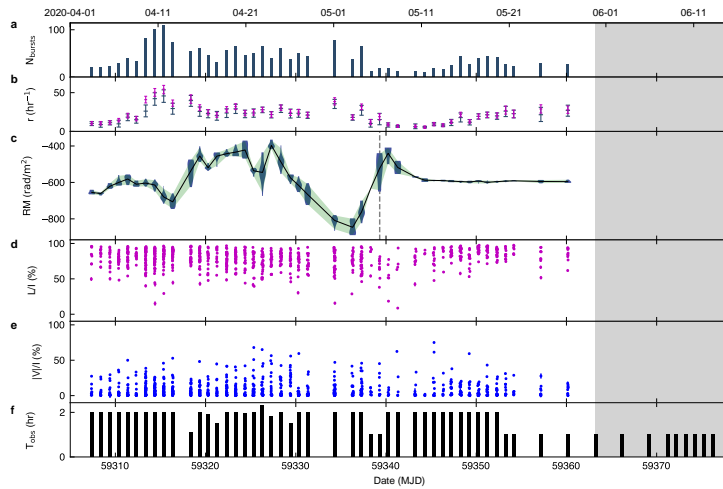 2020-04-01 04-11 04-21 05-01 05-11 05-21 06-01 06-11
a
100
N_bursts
0
b
50
r (hr⁻¹)
0
c
−400
RM (rad/m²)
−600
−800
d
100
L/I (%)
50
0
e
100
|V|/I (%)
50
0
f
2
T_obs (hr)
0
59310 59320 59330 59340 59350 59360 59370
Date (MJD)